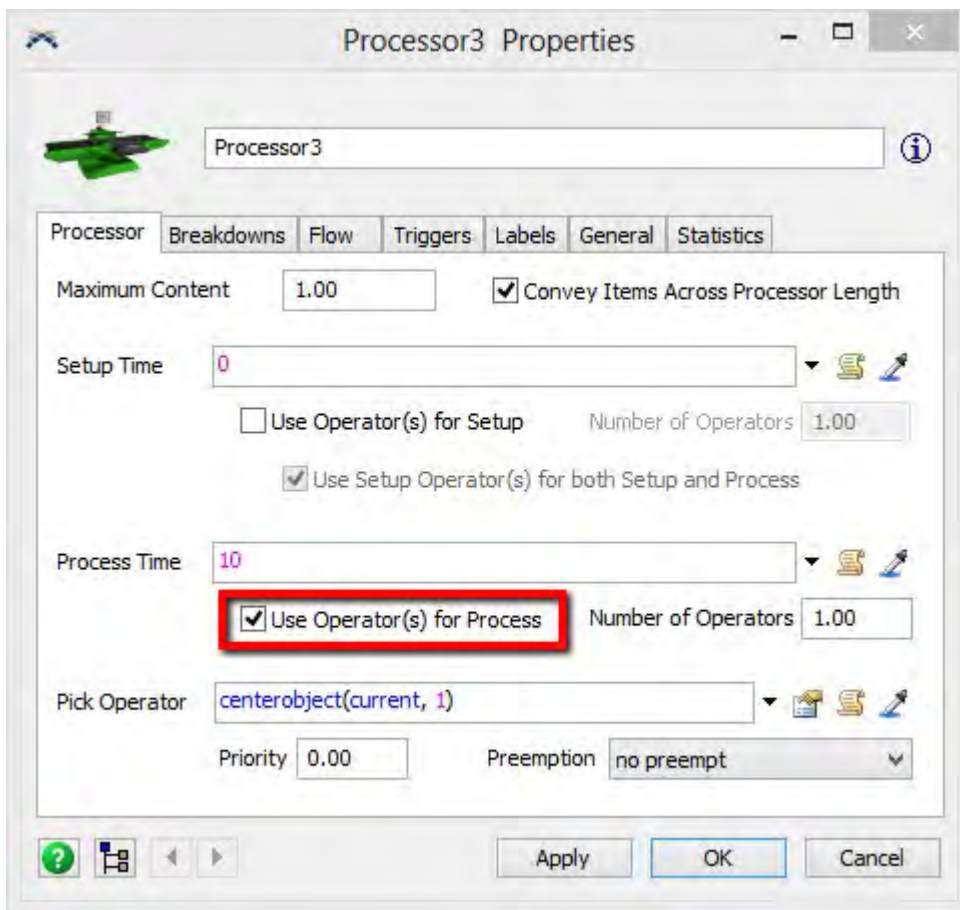 Processor3 Properties
Processor3
Processor Breakdowns Flow Triggers Labels General Statistics
Maximum Content 1.00 Convey Items Across Processor Length
Setup Time 0
Use Operator(s) for Setup Number of Operators 1.00
Use Setup Operator(s) for both Setup and Process
Process Time 10
Use Operator(s) for Process Number of Operators 1.00
Pick Operator centerobject(current, 1)
Priority 0.00 Preemption no preempt
Apply OK Cancel